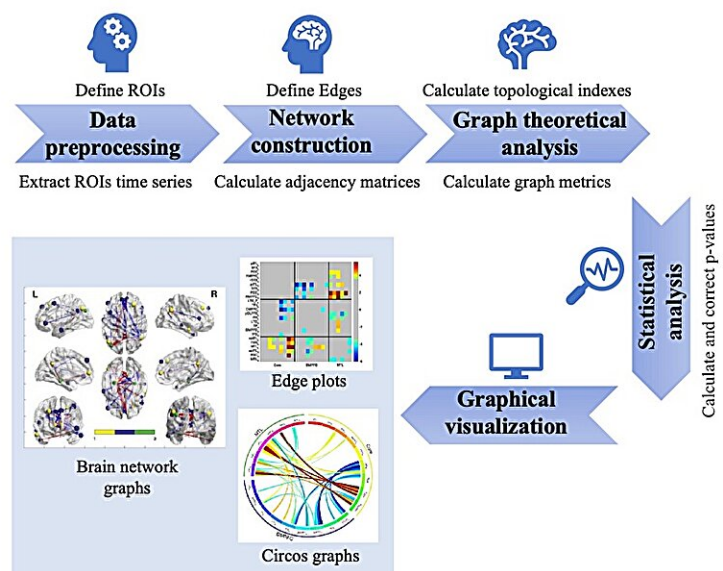 Define ROIs
Define Edges
Calculate topological indexes
Data
preprocessing
Network
construction
Graph theoretical
analysis
Extract ROIs time series
Calculate adjacency matrices
Calculate graph metrics
Statistical
analysis
Calculate and correct p-values
Graphical
visualization
L
R
Brain network
graphs
Edge plots
Circos graphs